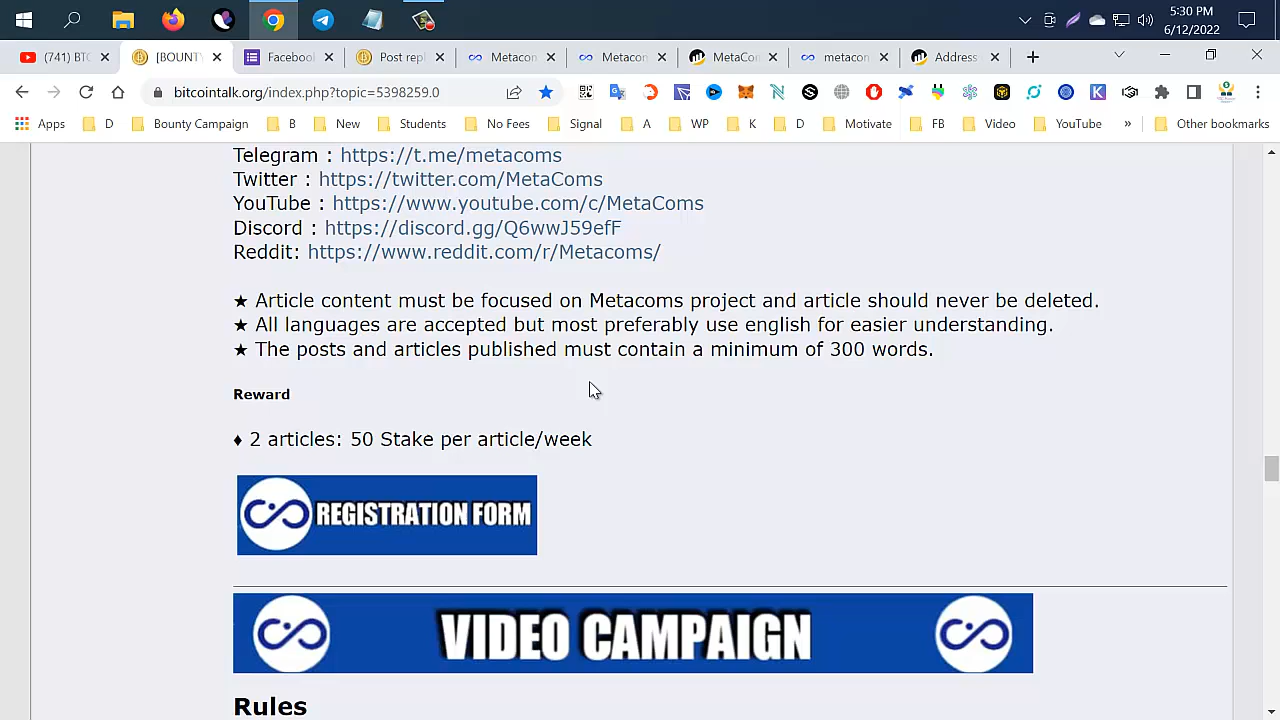 5:30 PM
6/12/2022
(741) BTC
[BOUNTY
Facebool
Post repl
Metacon
Metacon
MetaCon
metacon
Address
bitcointalk.org/index.php?topic=5398259.0
Apps
D
Bounty Campaign
B
New
Students
No Fees
Signal
A
WP
K
D
Motivate
FB
Video
YouTube
»
Other bookmarks
Telegram : https://t.me/metacoms
Twitter : https://twitter.com/MetaComs
YouTube : https://www.youtube.com/c/MetaComs
Discord : https://discord.gg/Q6wwJ59efF
Reddit: https://www.reddit.com/r/Metacoms/
★ Article content must be focused on Metacoms project and article should never be deleted.
★ All languages are accepted but most preferably use english for easier understanding.
★ The posts and articles published must contain a minimum of 300 words.
Reward
♦ 2 articles: 50 Stake per article/week
REGISTRATION FORM
VIDEO CAMPAIGN
Rules